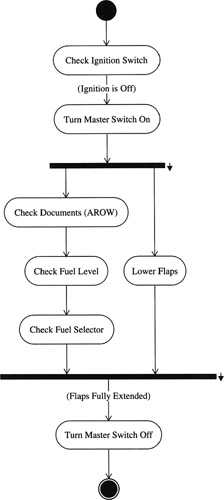 Check Ignition Switch
(Ignition is Off)
Turn Master Switch On
Check Documents (AROW)
Check Fuel Level
Lower Flaps
Check Fuel Selector
(Flaps Fully Extended)
Turn Master Switch Off